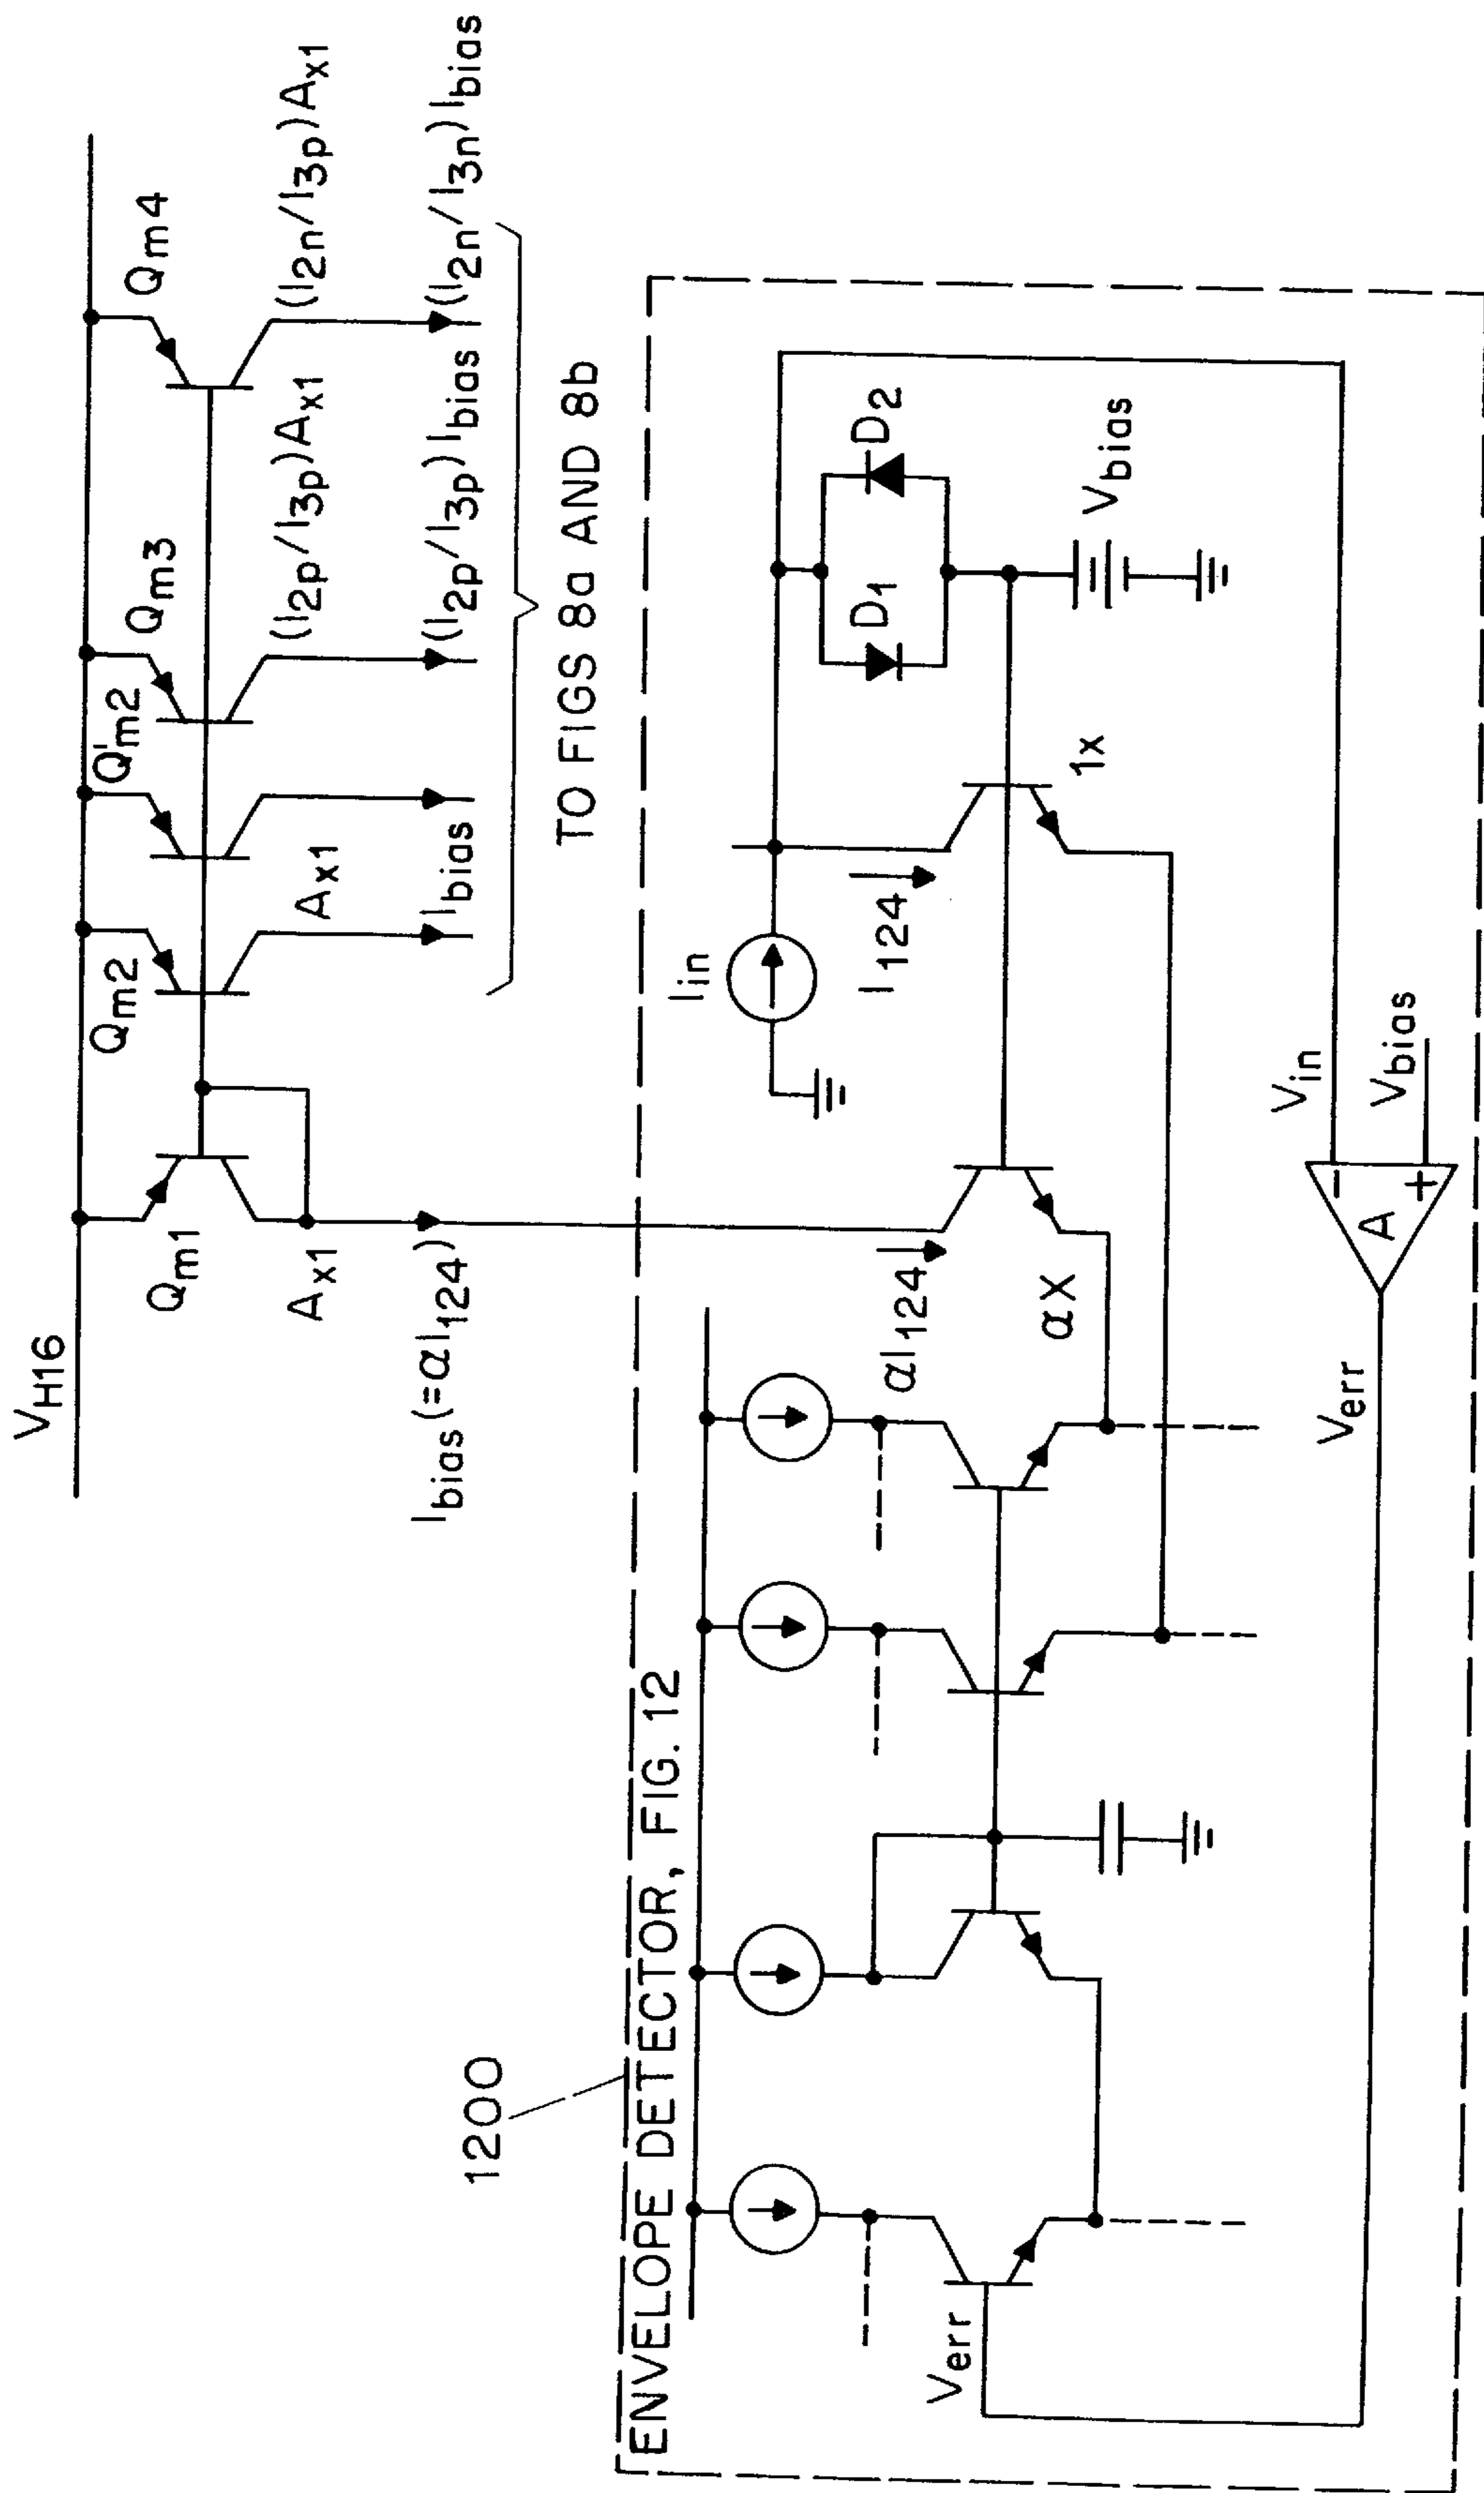 V_H16
Q_m1
Q_m2
Q'_m2
Q_m3
Q_m4
A_x1
A_x1
(I_2p/I_3p)A_x1
(I_2n/I_3p)A_x1
I_bias(=αI_124)
I_bias
(I_2p/I_3p)I_bias
(I_2n/I_3n)I_bias
TO FIGS 8a AND 8b
1200
ENVELOPE DETECTOR, FIG. 12
I_in
αI_124
I_124
D_1
D_2
αX
1x
V_bias
V_err
V_err
A
−
+
V_in
V_bias